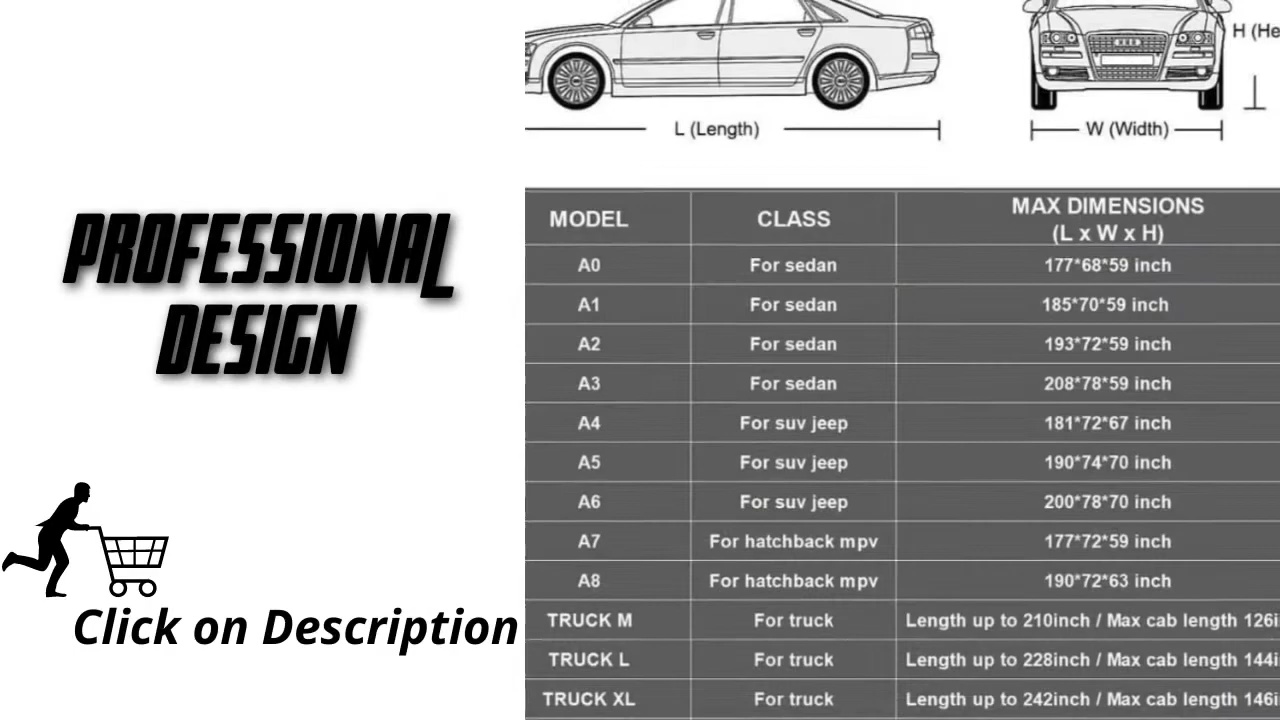 PROFESSIONAL
DESIGN
Click on Description
L (Length)
W (Width)
H (He
MODEL CLASS MAX DIMENSIONS (L x W x H)
A0 For sedan 177*68*59 inch
A1 For sedan 185*70*59 inch
A2 For sedan 193*72*59 inch
A3 For sedan 208*78*59 inch
A4 For suv jeep 181*72*67 inch
A5 For suv jeep 190*74*70 inch
A6 For suv jeep 200*78*70 inch
A7 For hatchback mpv 177*72*59 inch
A8 For hatchback mpv 190*72*63 inch
TRUCK M For truck Length up to 210inch / Max cab length 126i
TRUCK L For truck Length up to 228inch / Max cab length 144i
TRUCK XL For truck Length up to 242inch / Max cab length 146i